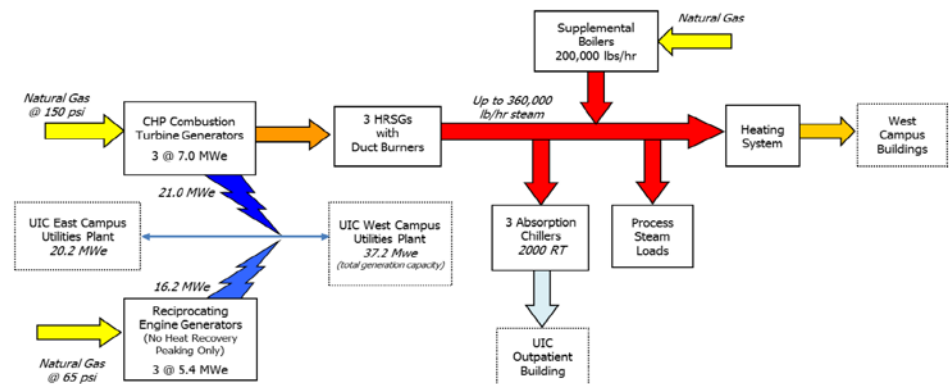 Supplemental
Boilers
200,000 lbs/hr
Natural Gas
Natural Gas
@ 150 psi
CHP Combustion
Turbine Generators
3 @ 7.0 MWe
3 HRSGs
with
Duct Burners
Up to 360,000
lb/hr steam
Heating
System
West
Campus
Buildings
21.0 MWe
UIC East Campus
Utilities Plant
20.2 MWe
UIC West Campus
Utilities Plant
37.2 Mwe
(total generation capacity)
3 Absorption
Chillers
2000 RT
Process
Steam
Loads
16.2 MWe
Reciprocating
Engine Generators
(No Heat Recovery
Peaking Only)
3 @ 5.4 MWe
Natural Gas
@ 65 psi
UIC
Outpatient
Building